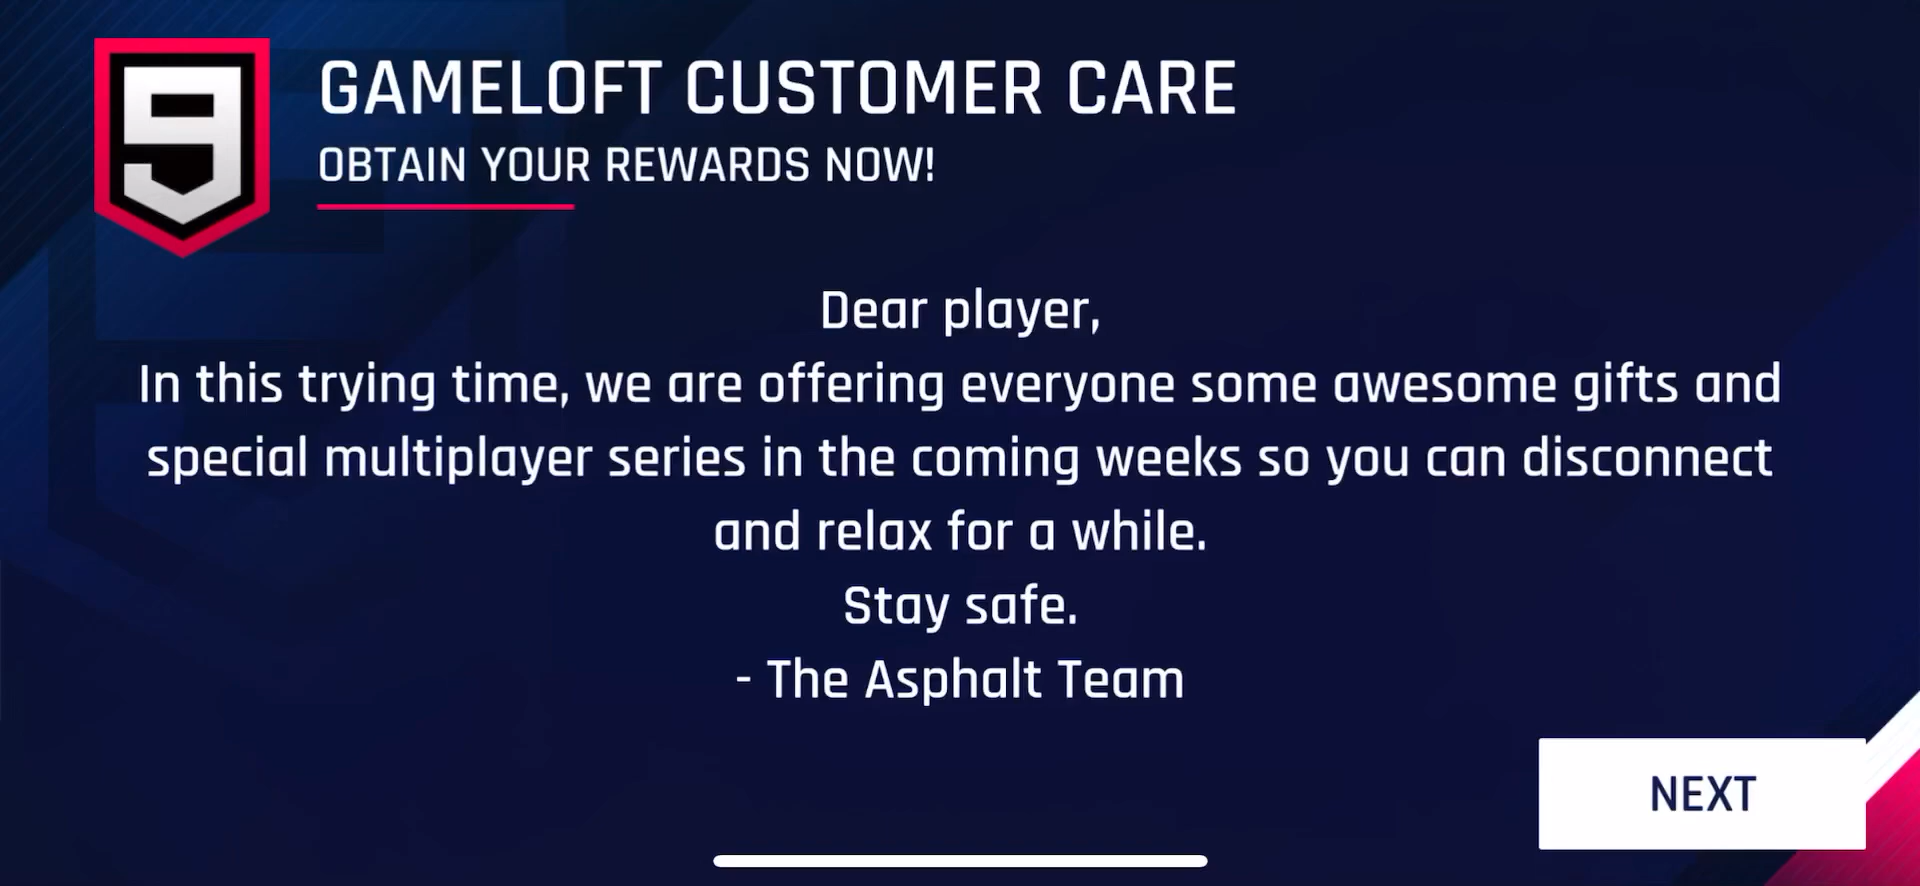 9
GAMELOFT CUSTOMER CARE
OBTAIN YOUR REWARDS NOW!
Dear player,
In this trying time, we are offering everyone some awesome gifts and
special multiplayer series in the coming weeks so you can disconnect
and relax for a while.
Stay safe.
- The Asphalt Team
NEXT